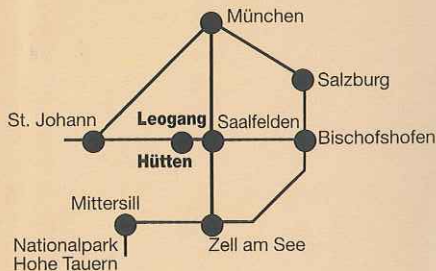 München
Salzburg
St. Johann
Leogang
Saalfelden
Bischofshofen
Hütten
Mittersill
Zell am See
Nationalpark
Hohe Tauern